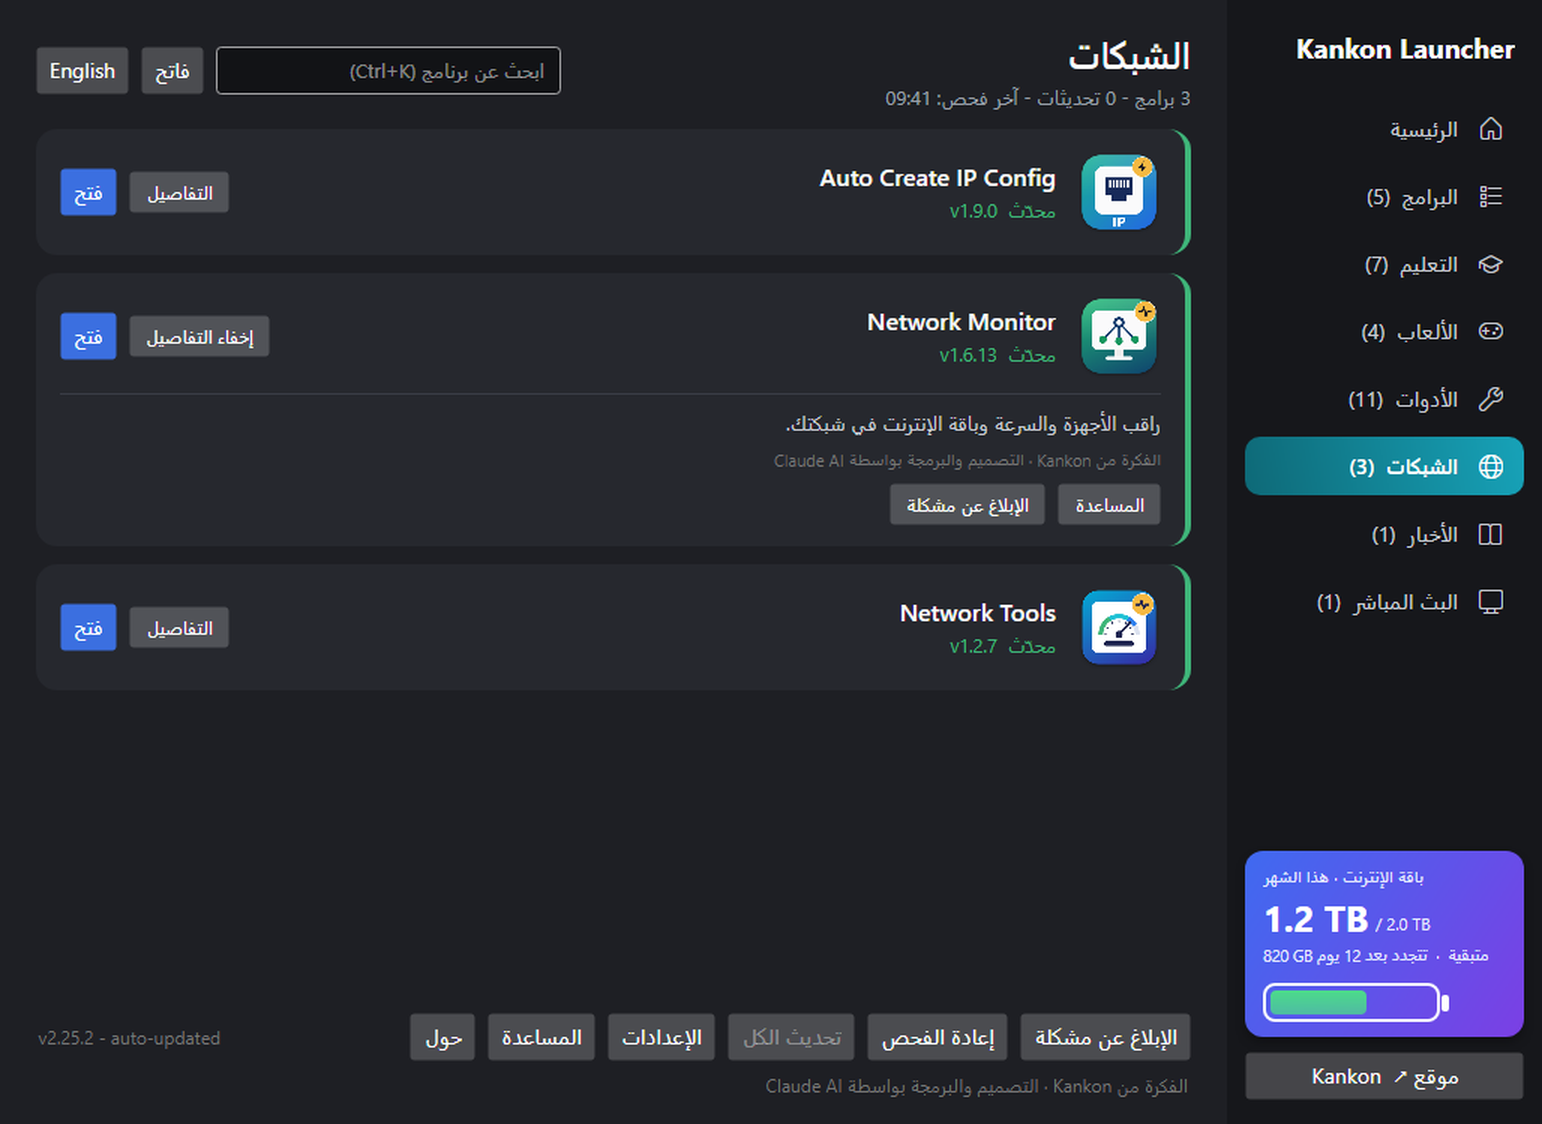 Kankon Launcher
الرئيسية
البرامج (5)
التعليم (7)
الألعاب (4)
الأدوات (11)
الشبكات (3)
الأخبار (1)
البث المباشر (1)
باقة الإنترنت · هذا الشهر
1.2 TB / 2.0 TB
820 GB متبقية · تتجدد بعد 12 يوم
موقع Kankon ↗
الشبكات
3 برامج - 0 تحديثات - آخر فحص: 09:41
ابحث عن برنامج (Ctrl+K)
فاتح
English
IP
Auto Create IP Config
محدّث v1.9.0
التفاصيل
فتح
Network Monitor
محدّث v1.6.13
إخفاء التفاصيل
فتح
راقب الأجهزة والسرعة وباقة الإنترنت في شبكتك.
الفكرة من Kankon · التصميم والبرمجة بواسطة Claude AI
المساعدة
الإبلاغ عن مشكلة
Network Tools
محدّث v1.2.7
التفاصيل
فتح
الإبلاغ عن مشكلة
إعادة الفحص
تحديث الكل
الإعدادات
المساعدة
حول
v2.25.2 - auto-updated
الفكرة من Kankon · التصميم والبرمجة بواسطة Claude AI